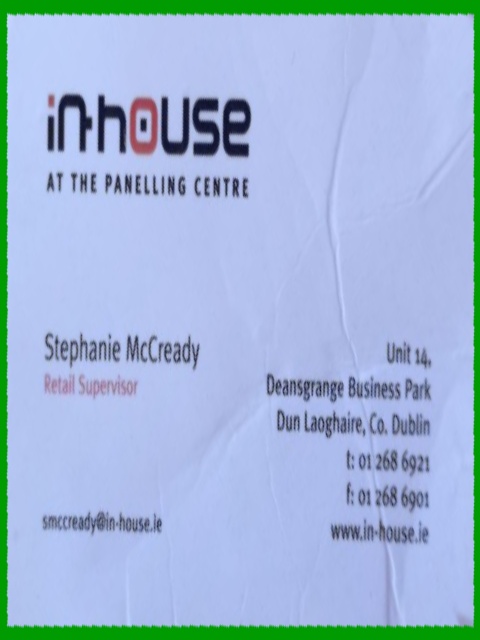 in-house
AT THE PANELLING CENTRE
Stephanie McCready
Retail Supervisor
smccready@in-house.ie
Unit 14,
Deansgrange Business Park
Dun Laoghaire, Co. Dublin
t: 01 268 6921
f: 01 268 6901
www.in-house.ie